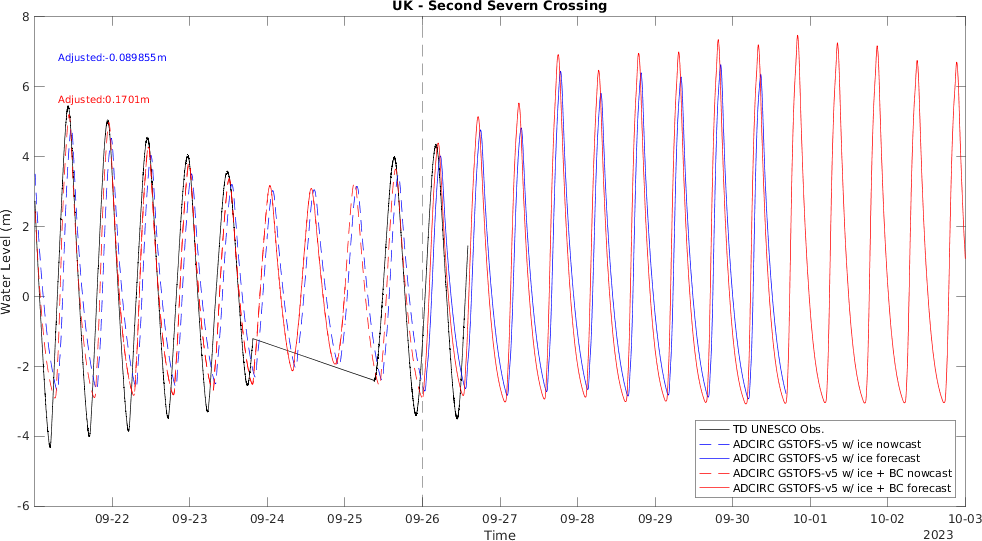 UK - Second Severn Crossing
Adjusted:-0.089855m
Adjusted:0.1701m
Water Level (m)
8
6
4
2
0
-2
-4
-6
TD UNESCO Obs.
ADCIRC GSTOFS-v5 w/ ice nowcast
ADCIRC GSTOFS-v5 w/ ice forecast
ADCIRC GSTOFS-v5 w/ ice + BC nowcast
ADCIRC GSTOFS-v5 w/ ice + BC forecast
09-22 09-23 09-24 09-25 09-26 09-27 09-28 09-29 09-30 10-01 10-02 10-03
Time
2023